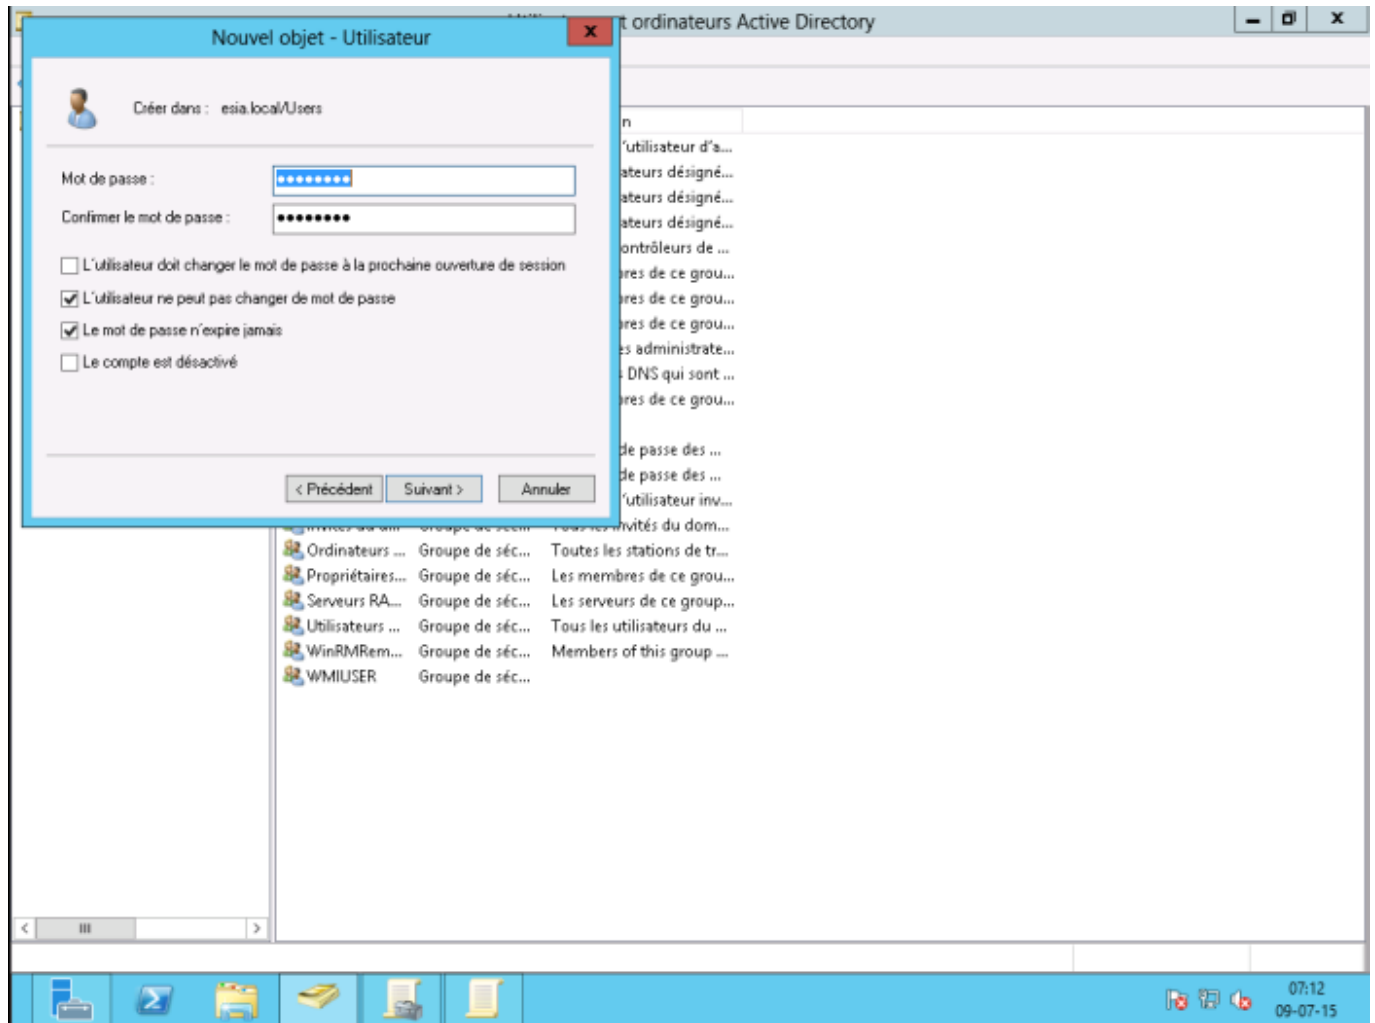 t ordinateurs Active Directory
Nouvel objet - Utilisateur
Créer dans : esia.local/Users
Mot de passe :
Confirmer le mot de passe :
L'utilisateur doit changer le mot de passe à la prochaine ouverture de session
L'utilisateur ne peut pas changer de mot de passe
Le mot de passe n'expire jamais
Le compte est désactivé
< Précédent
Suivant >
Annuler
n
'utilisateur d'a...
ateurs désigné...
ateurs désigné...
ateurs désigné...
ontrôleurs de ...
res de ce grou...
res de ce grou...
res de ce grou...
es administrate...
DNS qui sont ...
res de ce grou...
de passe des ...
de passe des ...
'utilisateur inv...
nvités du dom...
Ordinateurs ... Groupe de séc... Toutes les stations de tr...
Propriétaires... Groupe de séc... Les membres de ce grou...
Serveurs RA... Groupe de séc... Les serveurs de ce group...
Utilisateurs ... Groupe de séc... Tous les utilisateurs du ...
WinRMRem... Groupe de séc... Members of this group ...
WMIUSER Groupe de séc...
07:12
09-07-15